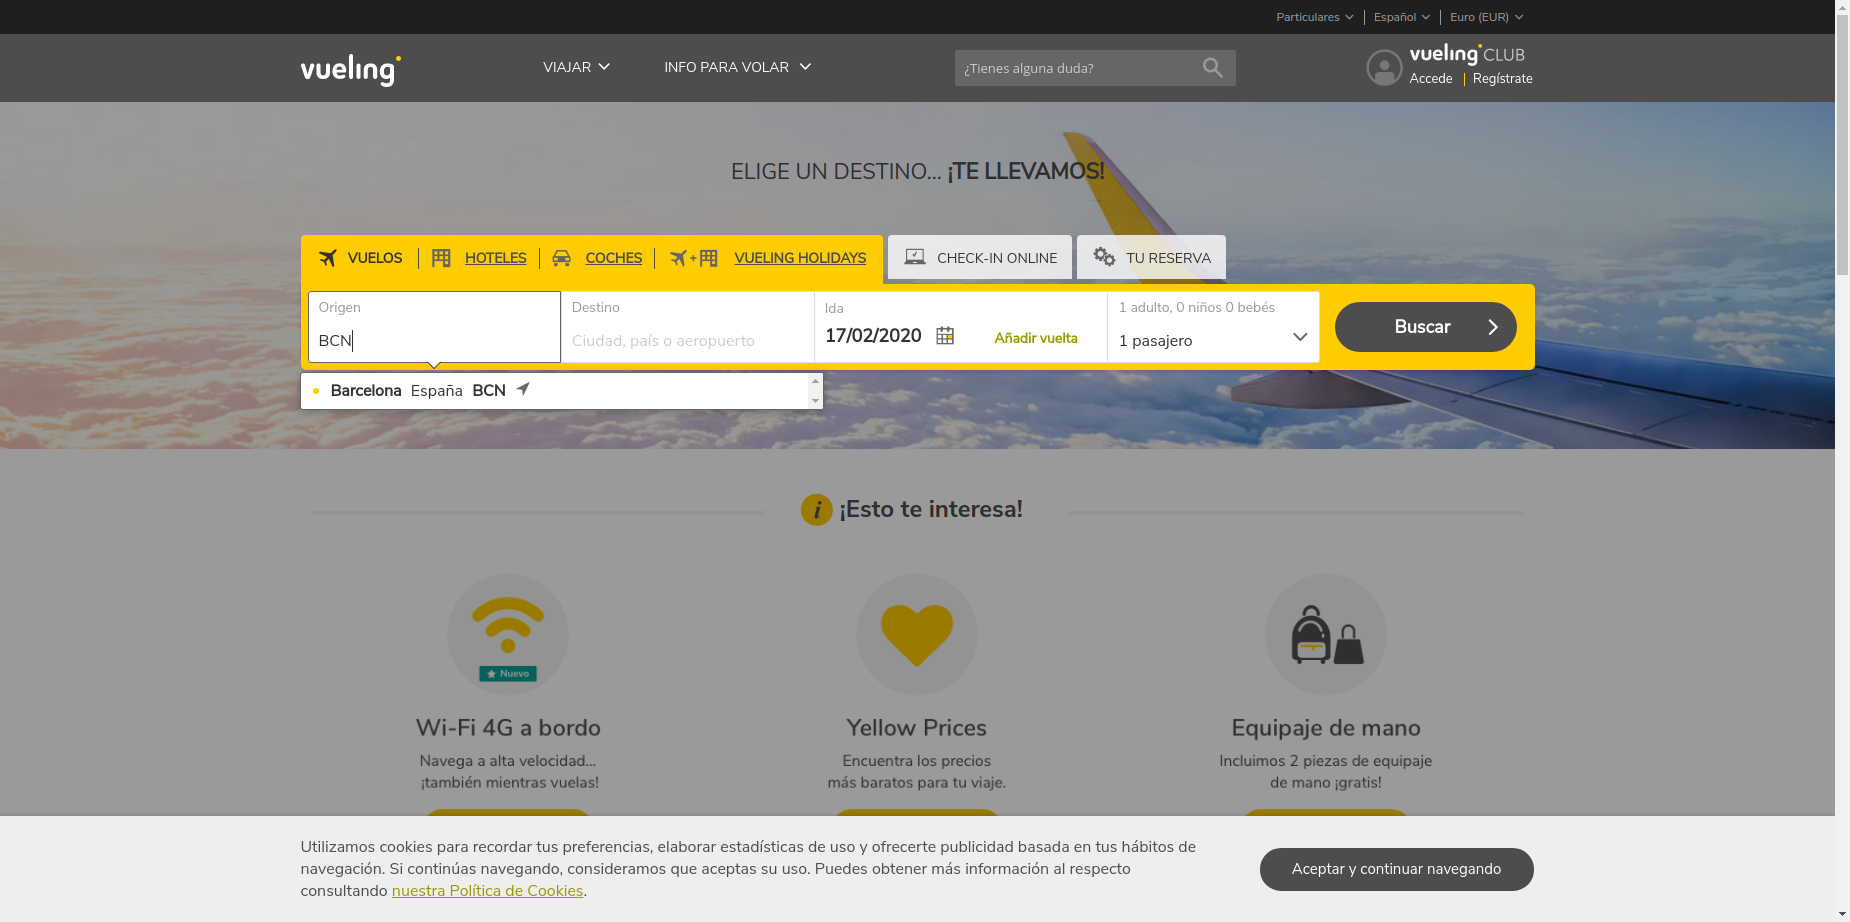 Particulares
Español
Euro (EUR)
vueling
VIAJAR
INFO PARA VOLAR
¿Tienes alguna duda?
vueling CLUB
Accede
Regístrate
ELIGE UN DESTINO... ¡TE LLEVAMOS!
VUELOS
HOTELES
COCHES
+
VUELING HOLIDAYS
CHECK-IN ONLINE
TU RESERVA
Origen
BCN
Destino
Ciudad, país o aeropuerto
Ida
17/02/2020
Añadir vuelta
1 adulto, 0 niños 0 bebés
1 pasajero
Buscar
Barcelona España BCN
i ¡Esto te interesa!
Nuevo
Wi-Fi 4G a bordo
Navega a alta velocidad...
¡también mientras vuelas!
Yellow Prices
Encuentra los precios
más baratos para tu viaje.
Equipaje de mano
Incluimos 2 piezas de equipaje
de mano ¡gratis!
Utilizamos cookies para recordar tus preferencias, elaborar estadísticas de uso y ofrecerte publicidad basada en tus hábitos de
navegación. Si continúas navegando, consideramos que aceptas su uso. Puedes obtener más información al respecto
consultando nuestra Política de Cookies.
Aceptar y continuar navegando